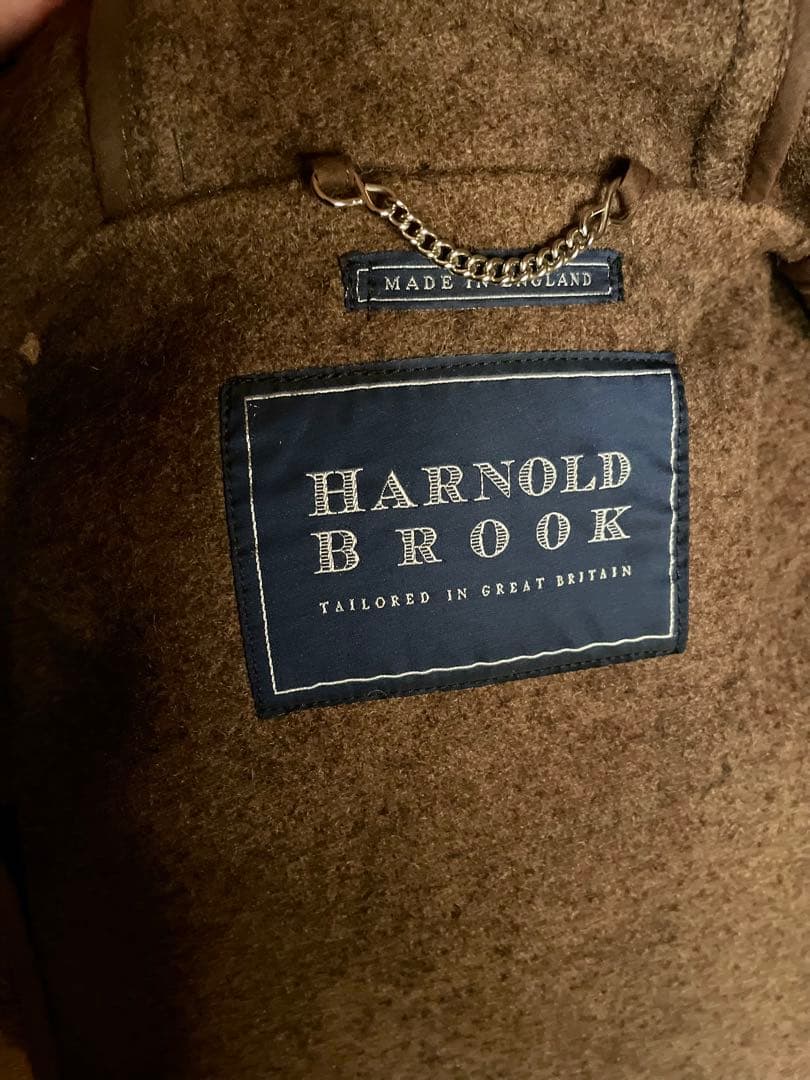 MADE IN ENGLAND
HARNOLD
BROOK
TAILORED IN GREAT BRITAIN